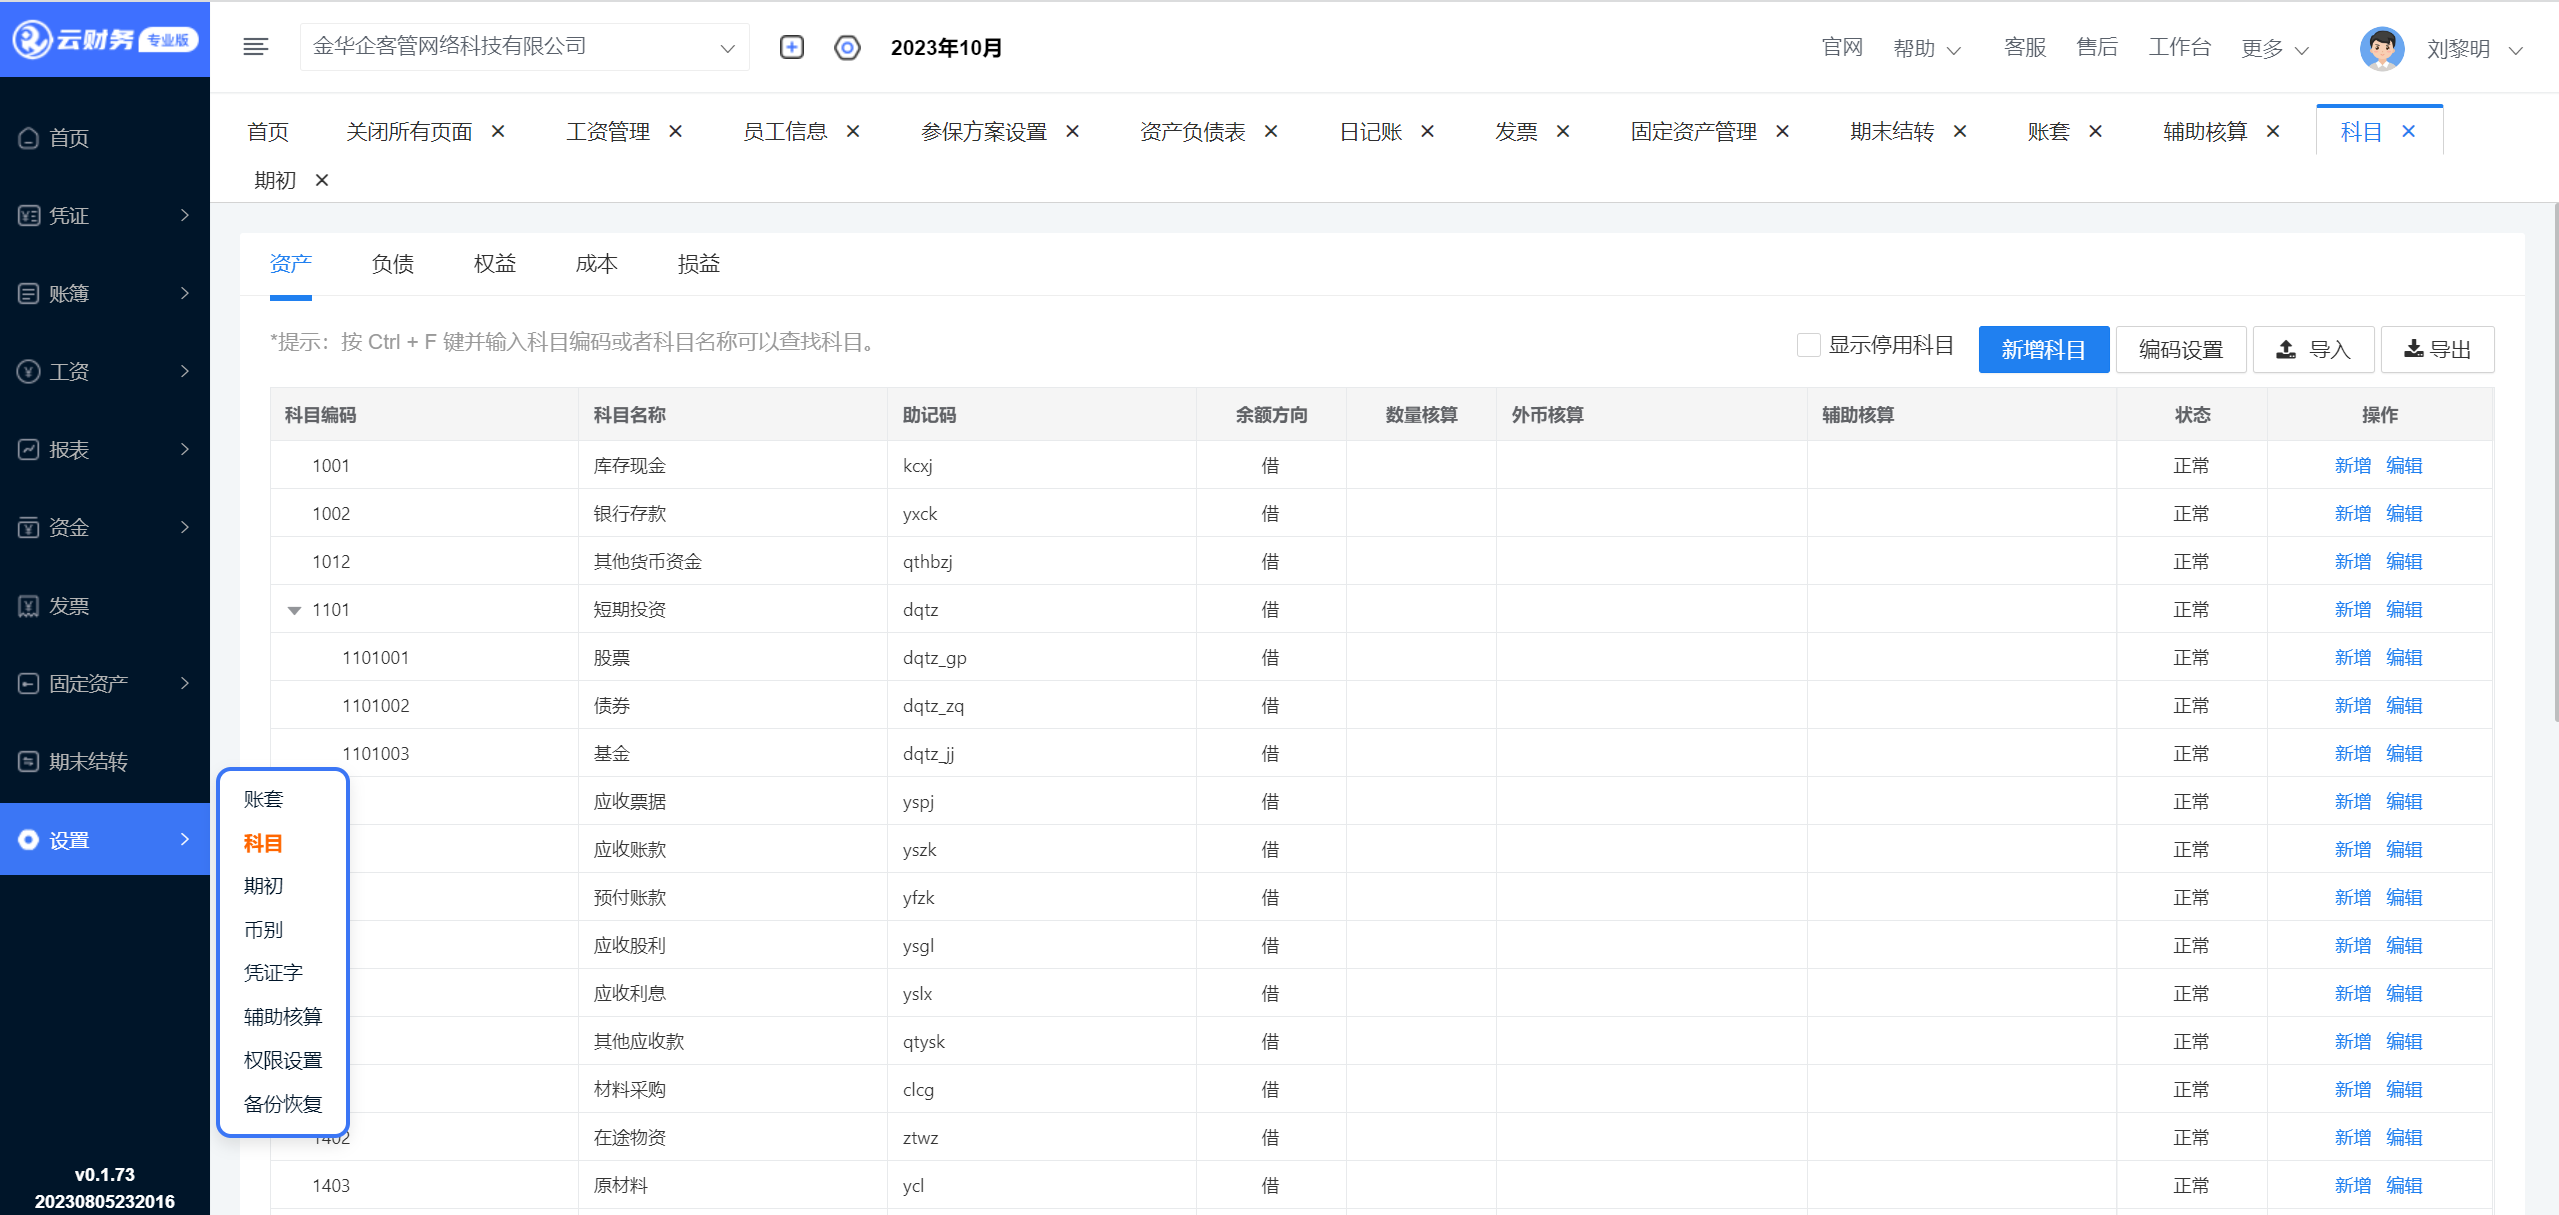 云财务 专业版
金华企客管网络科技有限公司
2023年10月
官网 帮助 客服 售后 工作台 更多 刘黎明
首页
凭证
账簿
工资
报表
资金
发票
固定资产
期末结转
设置
v0.1.73
20230805232016
首页 关闭所有页面 工资管理 员工信息 参保方案设置 资产负债表 日记账 发票 固定资产管理 期末结转 账套 辅助核算 科目
期初
资产 负债 权益 成本 损益
*提示：按 Ctrl + F 键并输入科目编码或者科目名称可以查找科目。
显示停用科目 新增科目 编码设置 导入 导出
科目编码 科目名称 助记码 余额方向 数量核算 外币核算 辅助核算 状态 操作
1001 库存现金 kcxj 借 正常 新增 编辑
1002 银行存款 yxck 借 正常 新增 编辑
1012 其他货币资金 qthbzj 借 正常 新增 编辑
1101 短期投资 dqtz 借 正常 新增 编辑
1101001 股票 dqtz_gp 借 正常 新增 编辑
1101002 债券 dqtz_zq 借 正常 新增 编辑
1101003 基金 dqtz_jj 借 正常 新增 编辑
应收票据 yspj 借 正常 新增 编辑
应收账款 yszk 借 正常 新增 编辑
预付账款 yfzk 借 正常 新增 编辑
应收股利 ysgl 借 正常 新增 编辑
应收利息 yslx 借 正常 新增 编辑
其他应收款 qtysk 借 正常 新增 编辑
材料采购 clcg 借 正常 新增 编辑
1402 在途物资 ztwz 借 正常 新增 编辑
1403 原材料 ycl 借 正常 新增 编辑
账套
科目
期初
币别
凭证字
辅助核算
权限设置
备份恢复